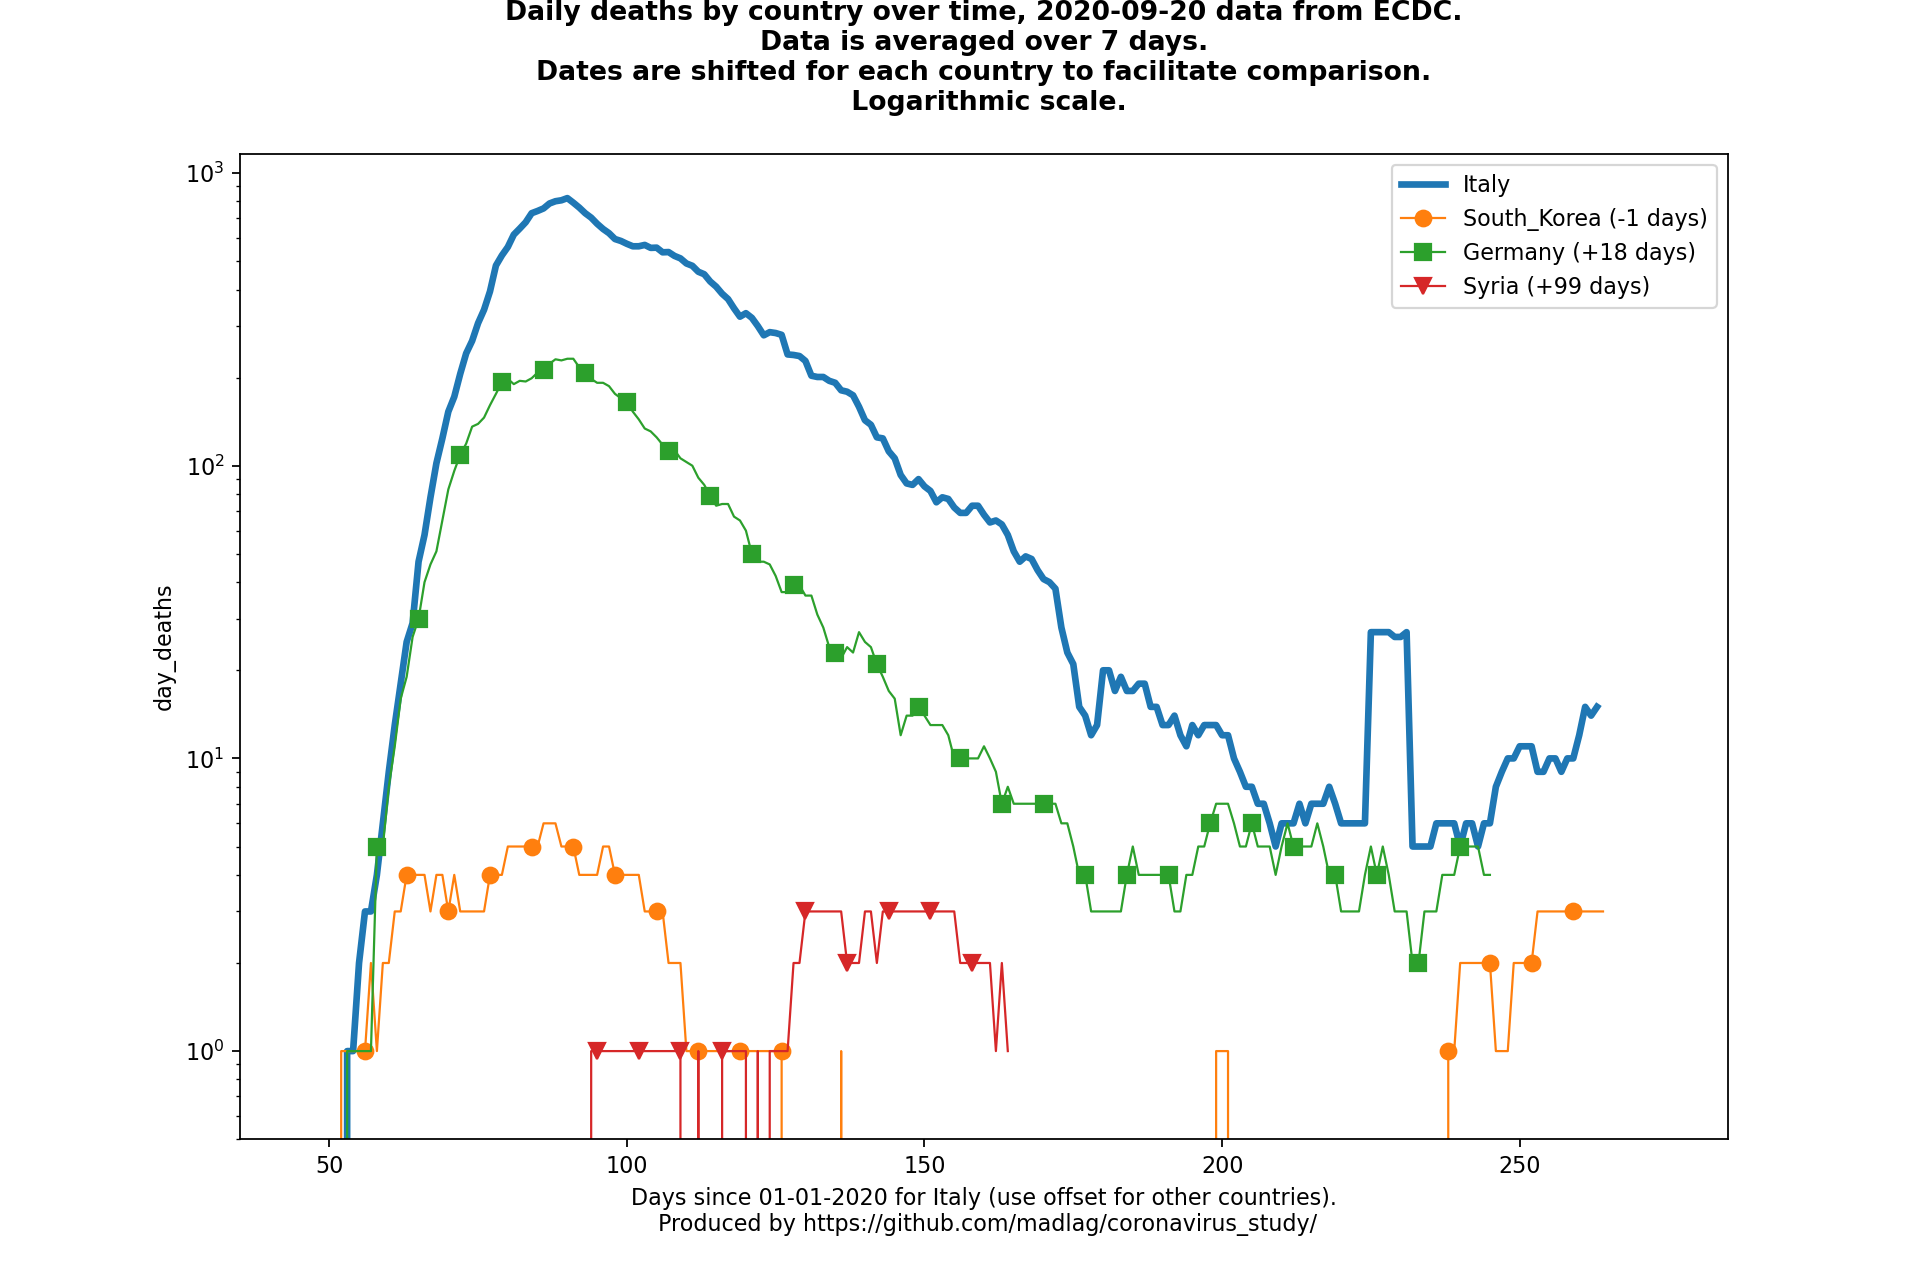 Daily deaths by country over time, 2020-09-20 data from ECDC.
Data is averaged over 7 days.
Dates are shifted for each country to facilitate comparison.
Logarithmic scale.
10³
10²
10¹
10⁰
day_deaths
Italy
South_Korea (-1 days)
Germany (+18 days)
Syria (+99 days)
50 100 150 200 250
Days since 01-01-2020 for Italy (use offset for other countries).
Produced by https://github.com/madlag/coronavirus_study/